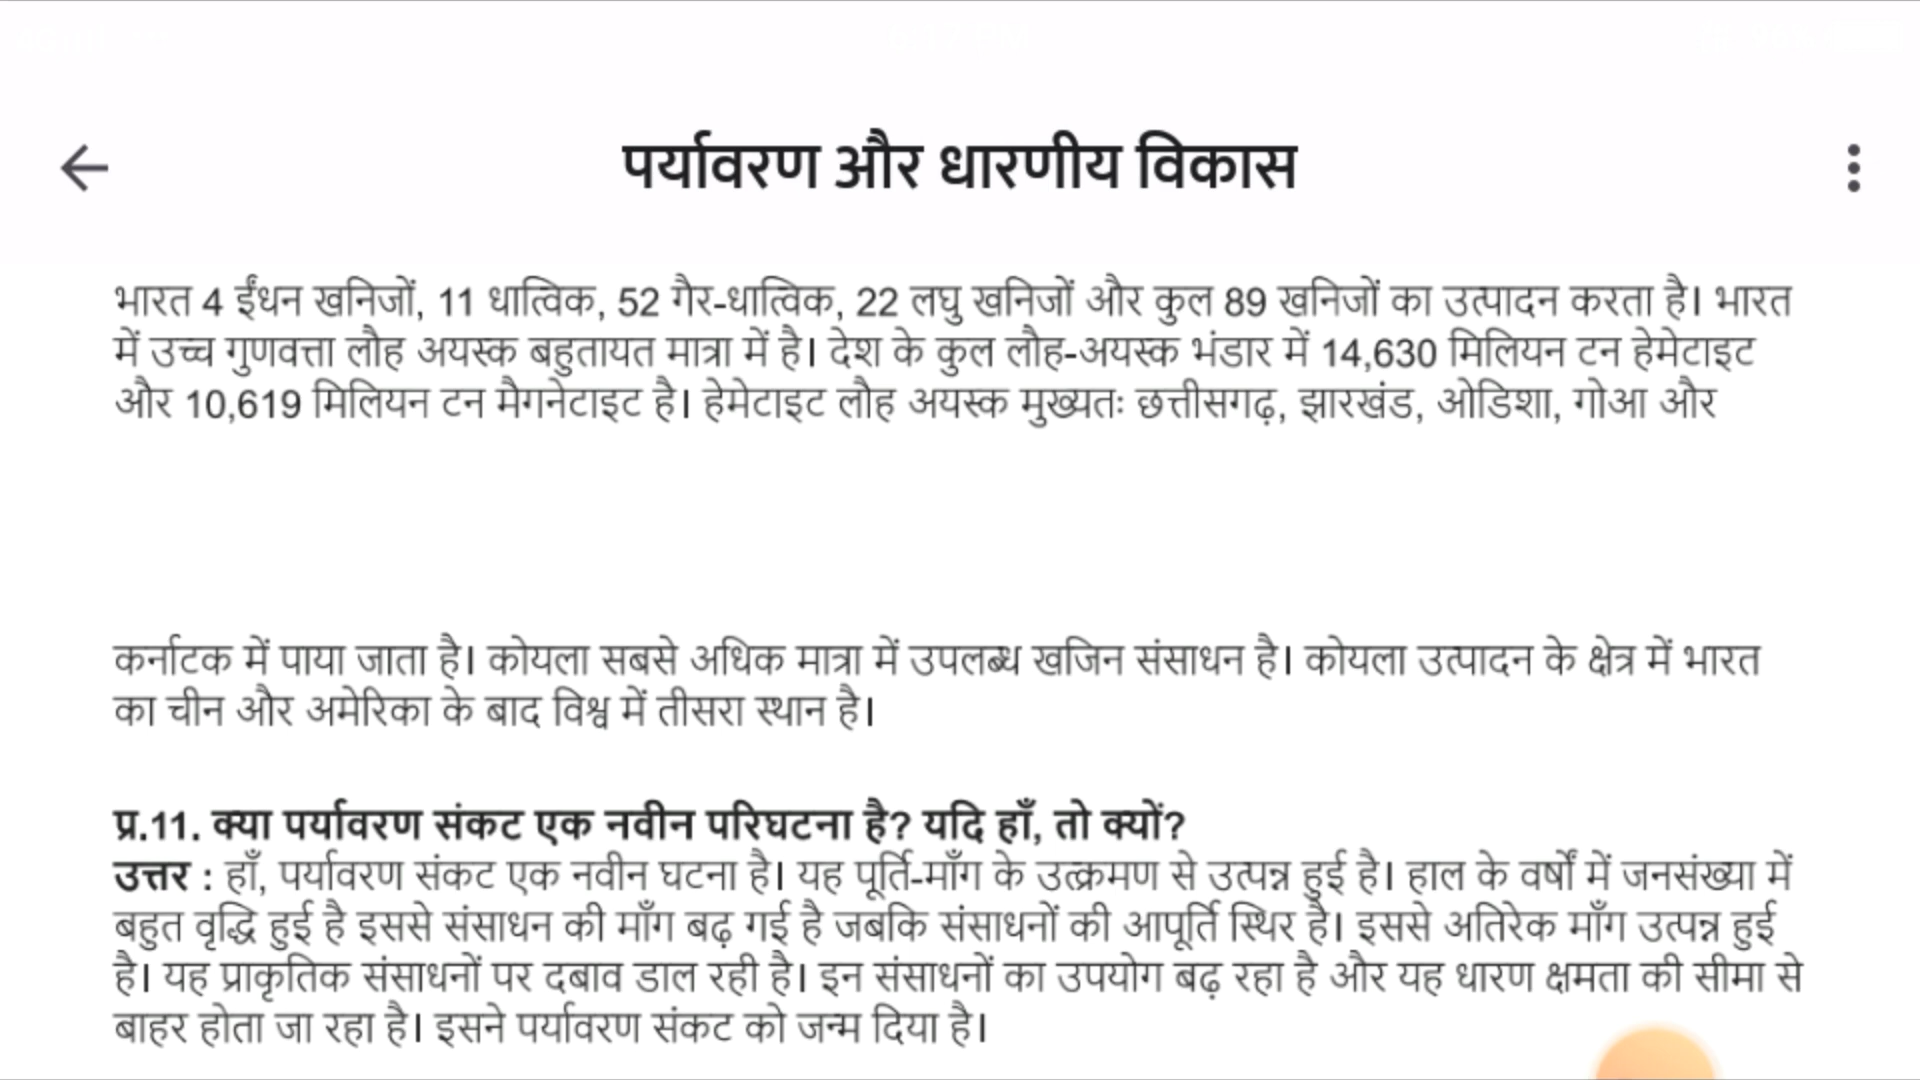 पर्यावरण और धारणीय विकास
भारत 4 ईंधन खनिजों, 11 धात्विक, 52 गैर-धात्विक, 22 लघु खनिजों और कुल 89 खनिजों का उत्पादन करता है। भारत
में उच्च गुणवत्ता लौह अयस्क बहुतायत मात्रा में है। देश के कुल लौह-अयस्क भंडार में 14,630 मिलियन टन हेमेटाइट
और 10,619 मिलियन टन मैगनेटाइट है। हेमेटाइट लौह अयस्क मुख्यतः छत्तीसगढ़, झारखंड, ओडिशा, गोआ और
कर्नाटक में पाया जाता है। कोयला सबसे अधिक मात्रा में उपलब्ध खजिन संसाधन है। कोयला उत्पादन के क्षेत्र में भारत
का चीन और अमेरिका के बाद विश्व में तीसरा स्थान है।
प्र.11. क्या पर्यावरण संकट एक नवीन परिघटना है? यदि हाँ, तो क्यों?
उत्तर : हाँ, पर्यावरण संकट एक नवीन घटना है। यह पूर्ति-माँग के उत्क्रमण से उत्पन्न हुई है। हाल के वर्षों में जनसंख्या में
बहुत वृद्धि हुई है इससे संसाधन की माँग बढ़ गई है जबकि संसाधनों की आपूर्ति स्थिर है। इससे अतिरेक माँग उत्पन्न हुई
है। यह प्राकृतिक संसाधनों पर दबाव डाल रही है। इन संसाधनों का उपयोग बढ़ रहा है और यह धारण क्षमता की सीमा से
बाहर होता जा रहा है। इसने पर्यावरण संकट को जन्म दिया है।